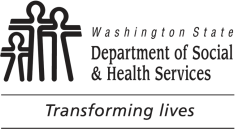 Washington State
Department of Social
& Health Services
Transforming lives